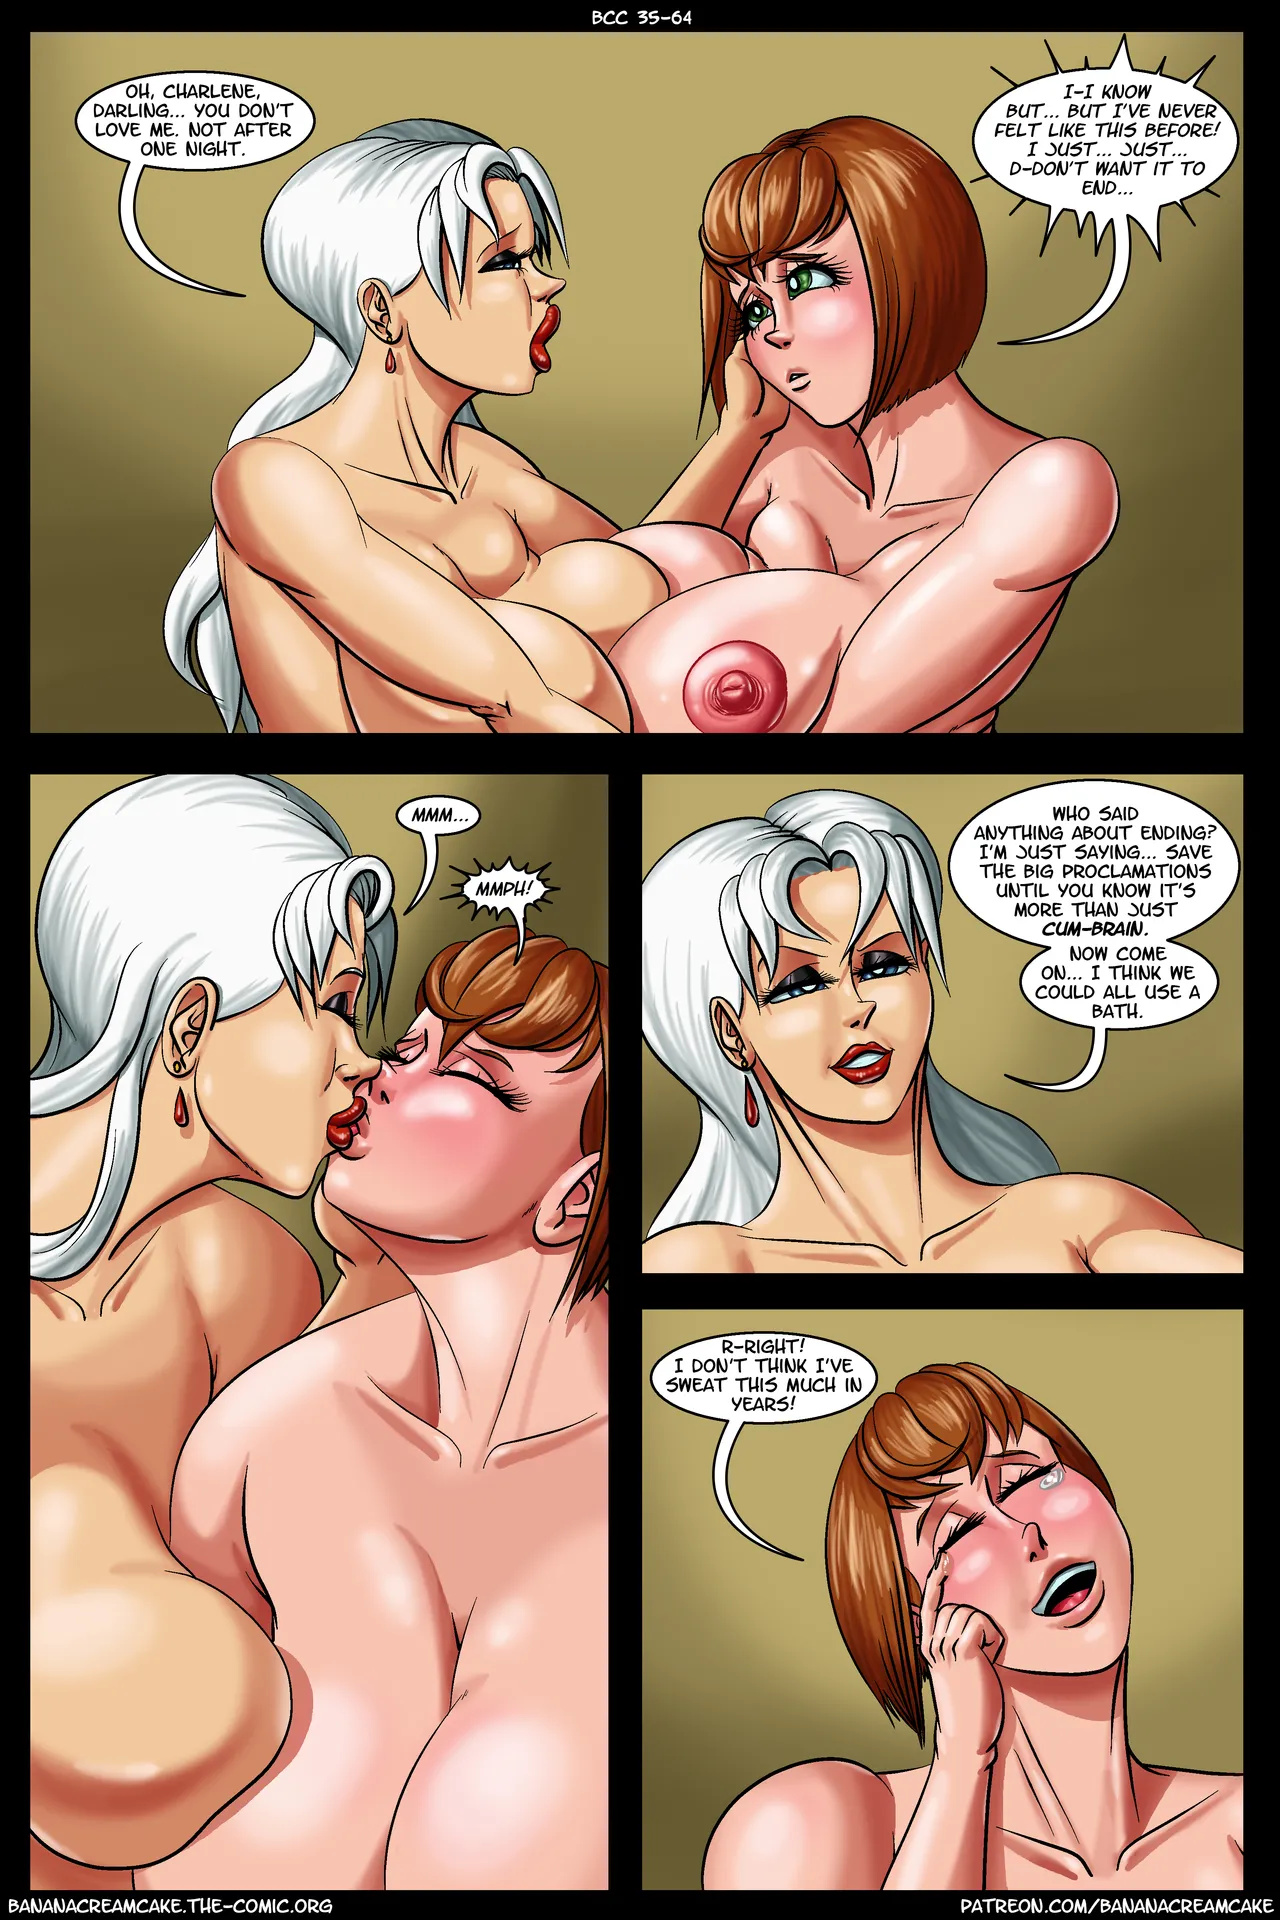 BCC 35-64
OH, CHARLENE,
DARLING... YOU DON'T
LOVE ME. NOT AFTER
ONE NIGHT.
I-I KNOW
BUT... BUT I'VE NEVER
FELT LIKE THIS BEFORE!
I JUST... JUST...
D-DON'T WANT IT TO
END...
MMM...
MMPH!
WHO SAID
ANYTHING ABOUT ENDING?
I'M JUST SAYING... SAVE
THE BIG PROCLAMATIONS
UNTIL YOU KNOW IT'S
MORE THAN JUST
CUM-BRAIN.
NOW COME
ON... I THINK WE
COULD ALL USE A
BATH.
R-RIGHT!
I DON'T THINK I'VE
SWEAT THIS MUCH IN
YEARS!
BANANACREAMCAKE.THE-COMIC.ORG
PATREON.COM/BANANACREAMCAKE